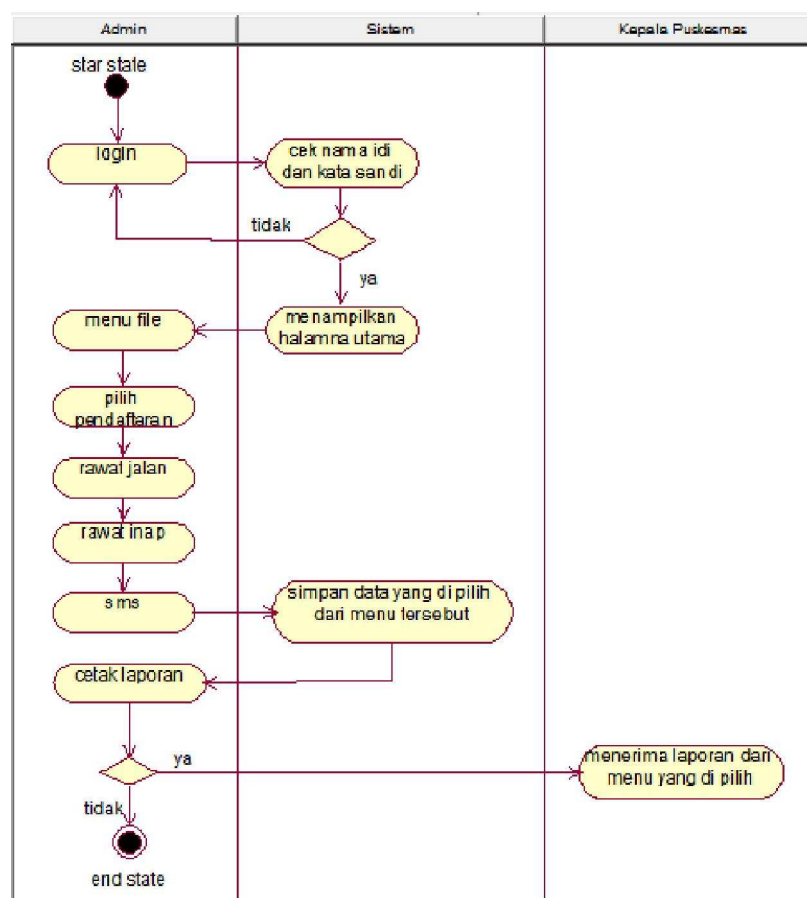 Admin
Sistem
Kepala Puskesmas
star state
login
cek nama idi
dan kata sandi
tidak
ya
menampilkan
halamna utama
menu file
pilih
pendaftaran
rawat jalan
rawat inap
sms
simpan data yang di pilih
dari menu tersebut
cetak laporan
ya
menerima laporan dari
menu yang di pilih
tidak
end state